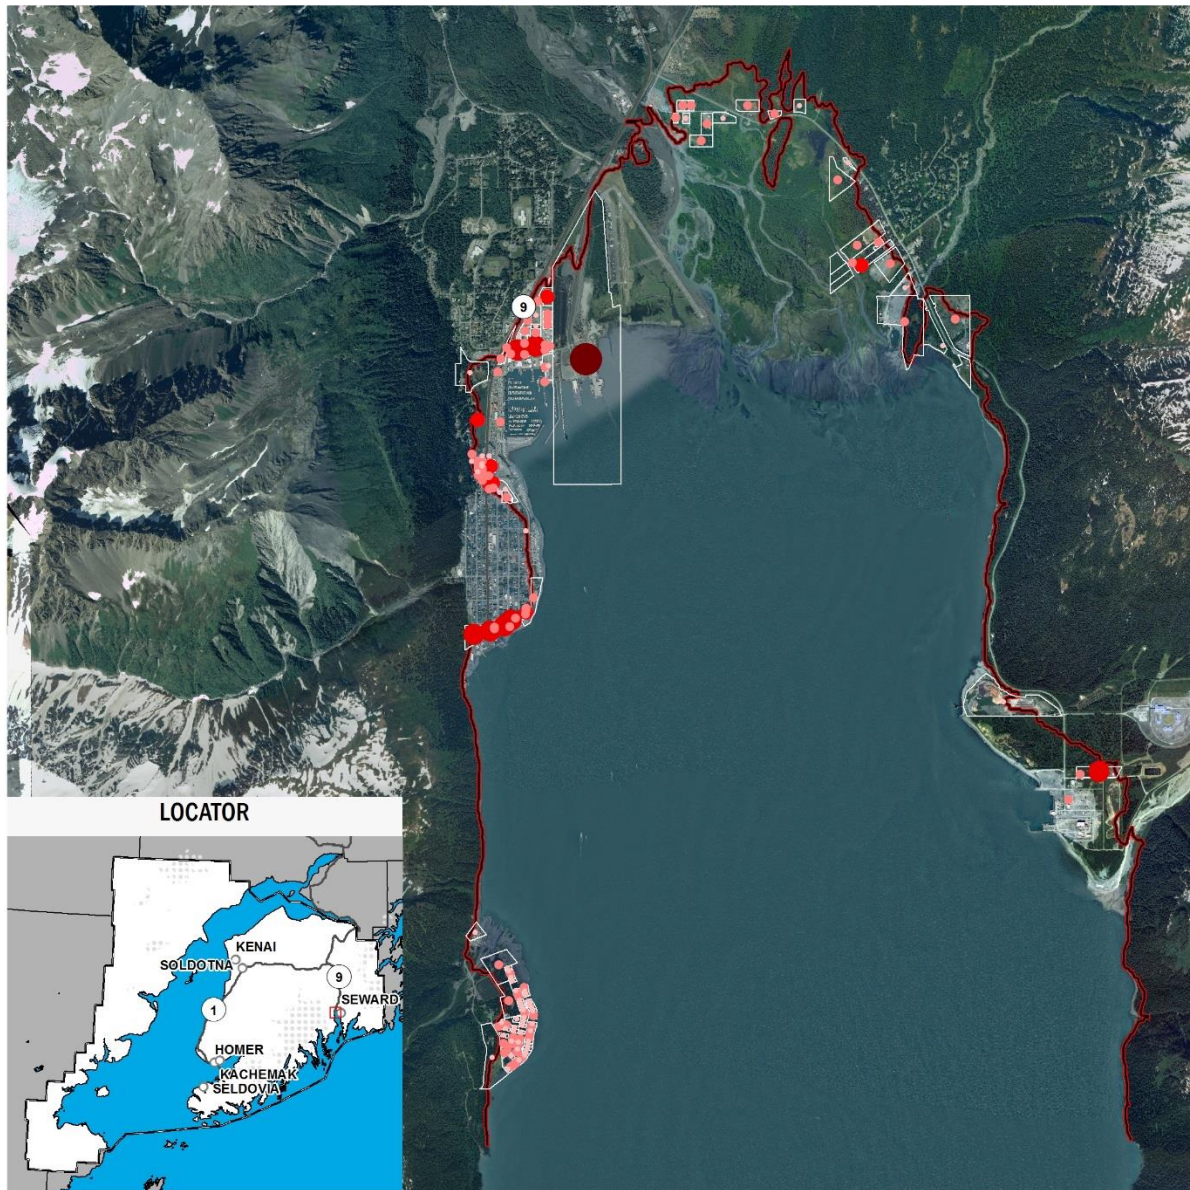 9
LOCATOR
KENAI
SOLDOTNA
9
1
SEWARD
HOMER
KACHEMAK
SELDOVIA